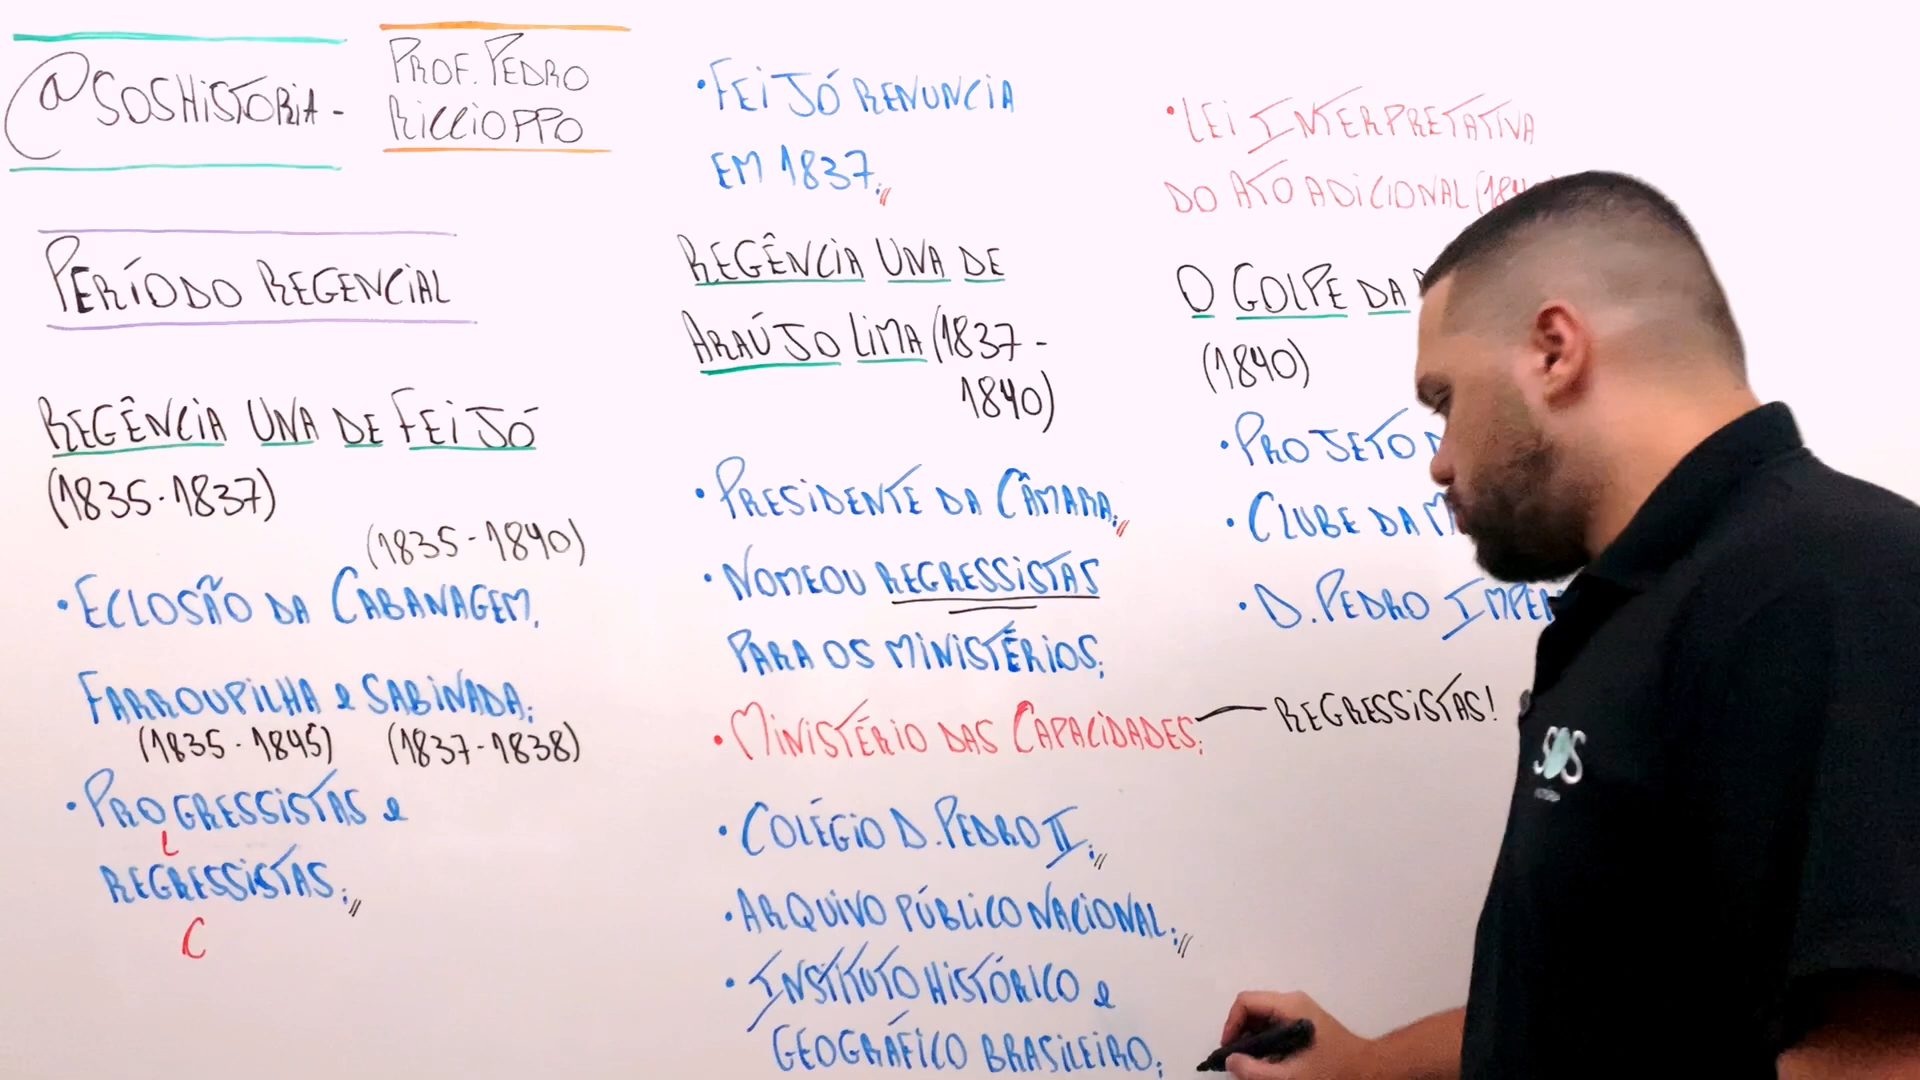 @SOSHISTORIA -
PROF. PEDRO
RICCIOPPO
PERÍODO REGENCIAL
REGÊNCIA UNA DE FEIJÓ
(1835-1837)
(1835-1840)
• ECLOSÃO DA CABANAGEM,
FARROUPILHA e SABINADA;
(1835-1845) (1837-1838)
• PROGRESSISTAS e
L
REGRESSISTAS;
C
• FEIJÓ RENUNCIA
EM 1837;
REGÊNCIA UNA DE
ARAÚJO LIMA (1837-
1840)
• PRESIDENTE DA CÂMARA;
• NOMEOU REGRESSISTAS
PARA OS MINISTÉRIOS;
• MINISTÉRIO DAS CAPACIDADES; — REGRESSISTAS!
• COLÉGIO D. PEDRO II;
• ARQUIVO PÚBLICO NACIONAL;
• INSTITUTO HISTÓRICO e
GEOGRÁFICO BRASILEIRO;
• LEI INTERPRETATIVA
DO ATO ADICIONAL
O GOLPE DA
(1840)
• PROJETO
• CLUBE DA
• D. PEDRO
SOS